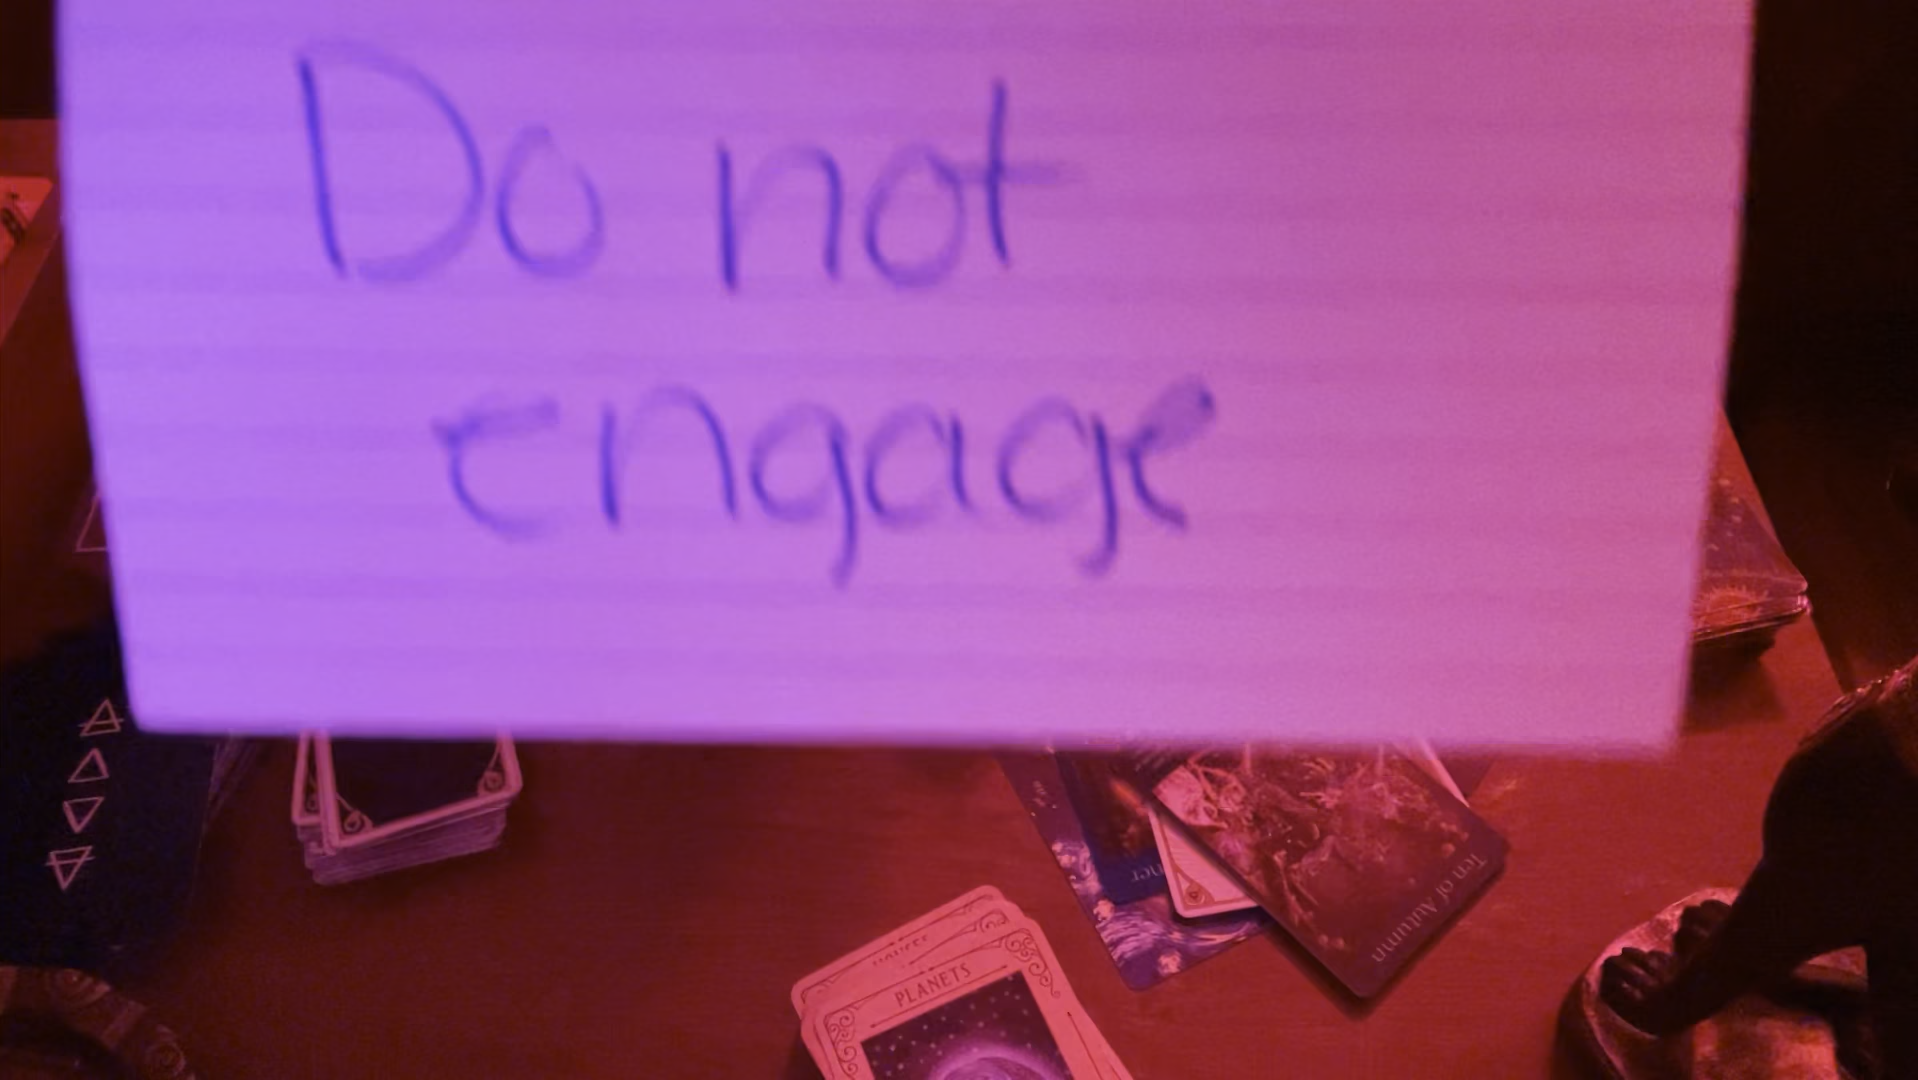 Do not
engage
PLANETS
Ten of Autumn